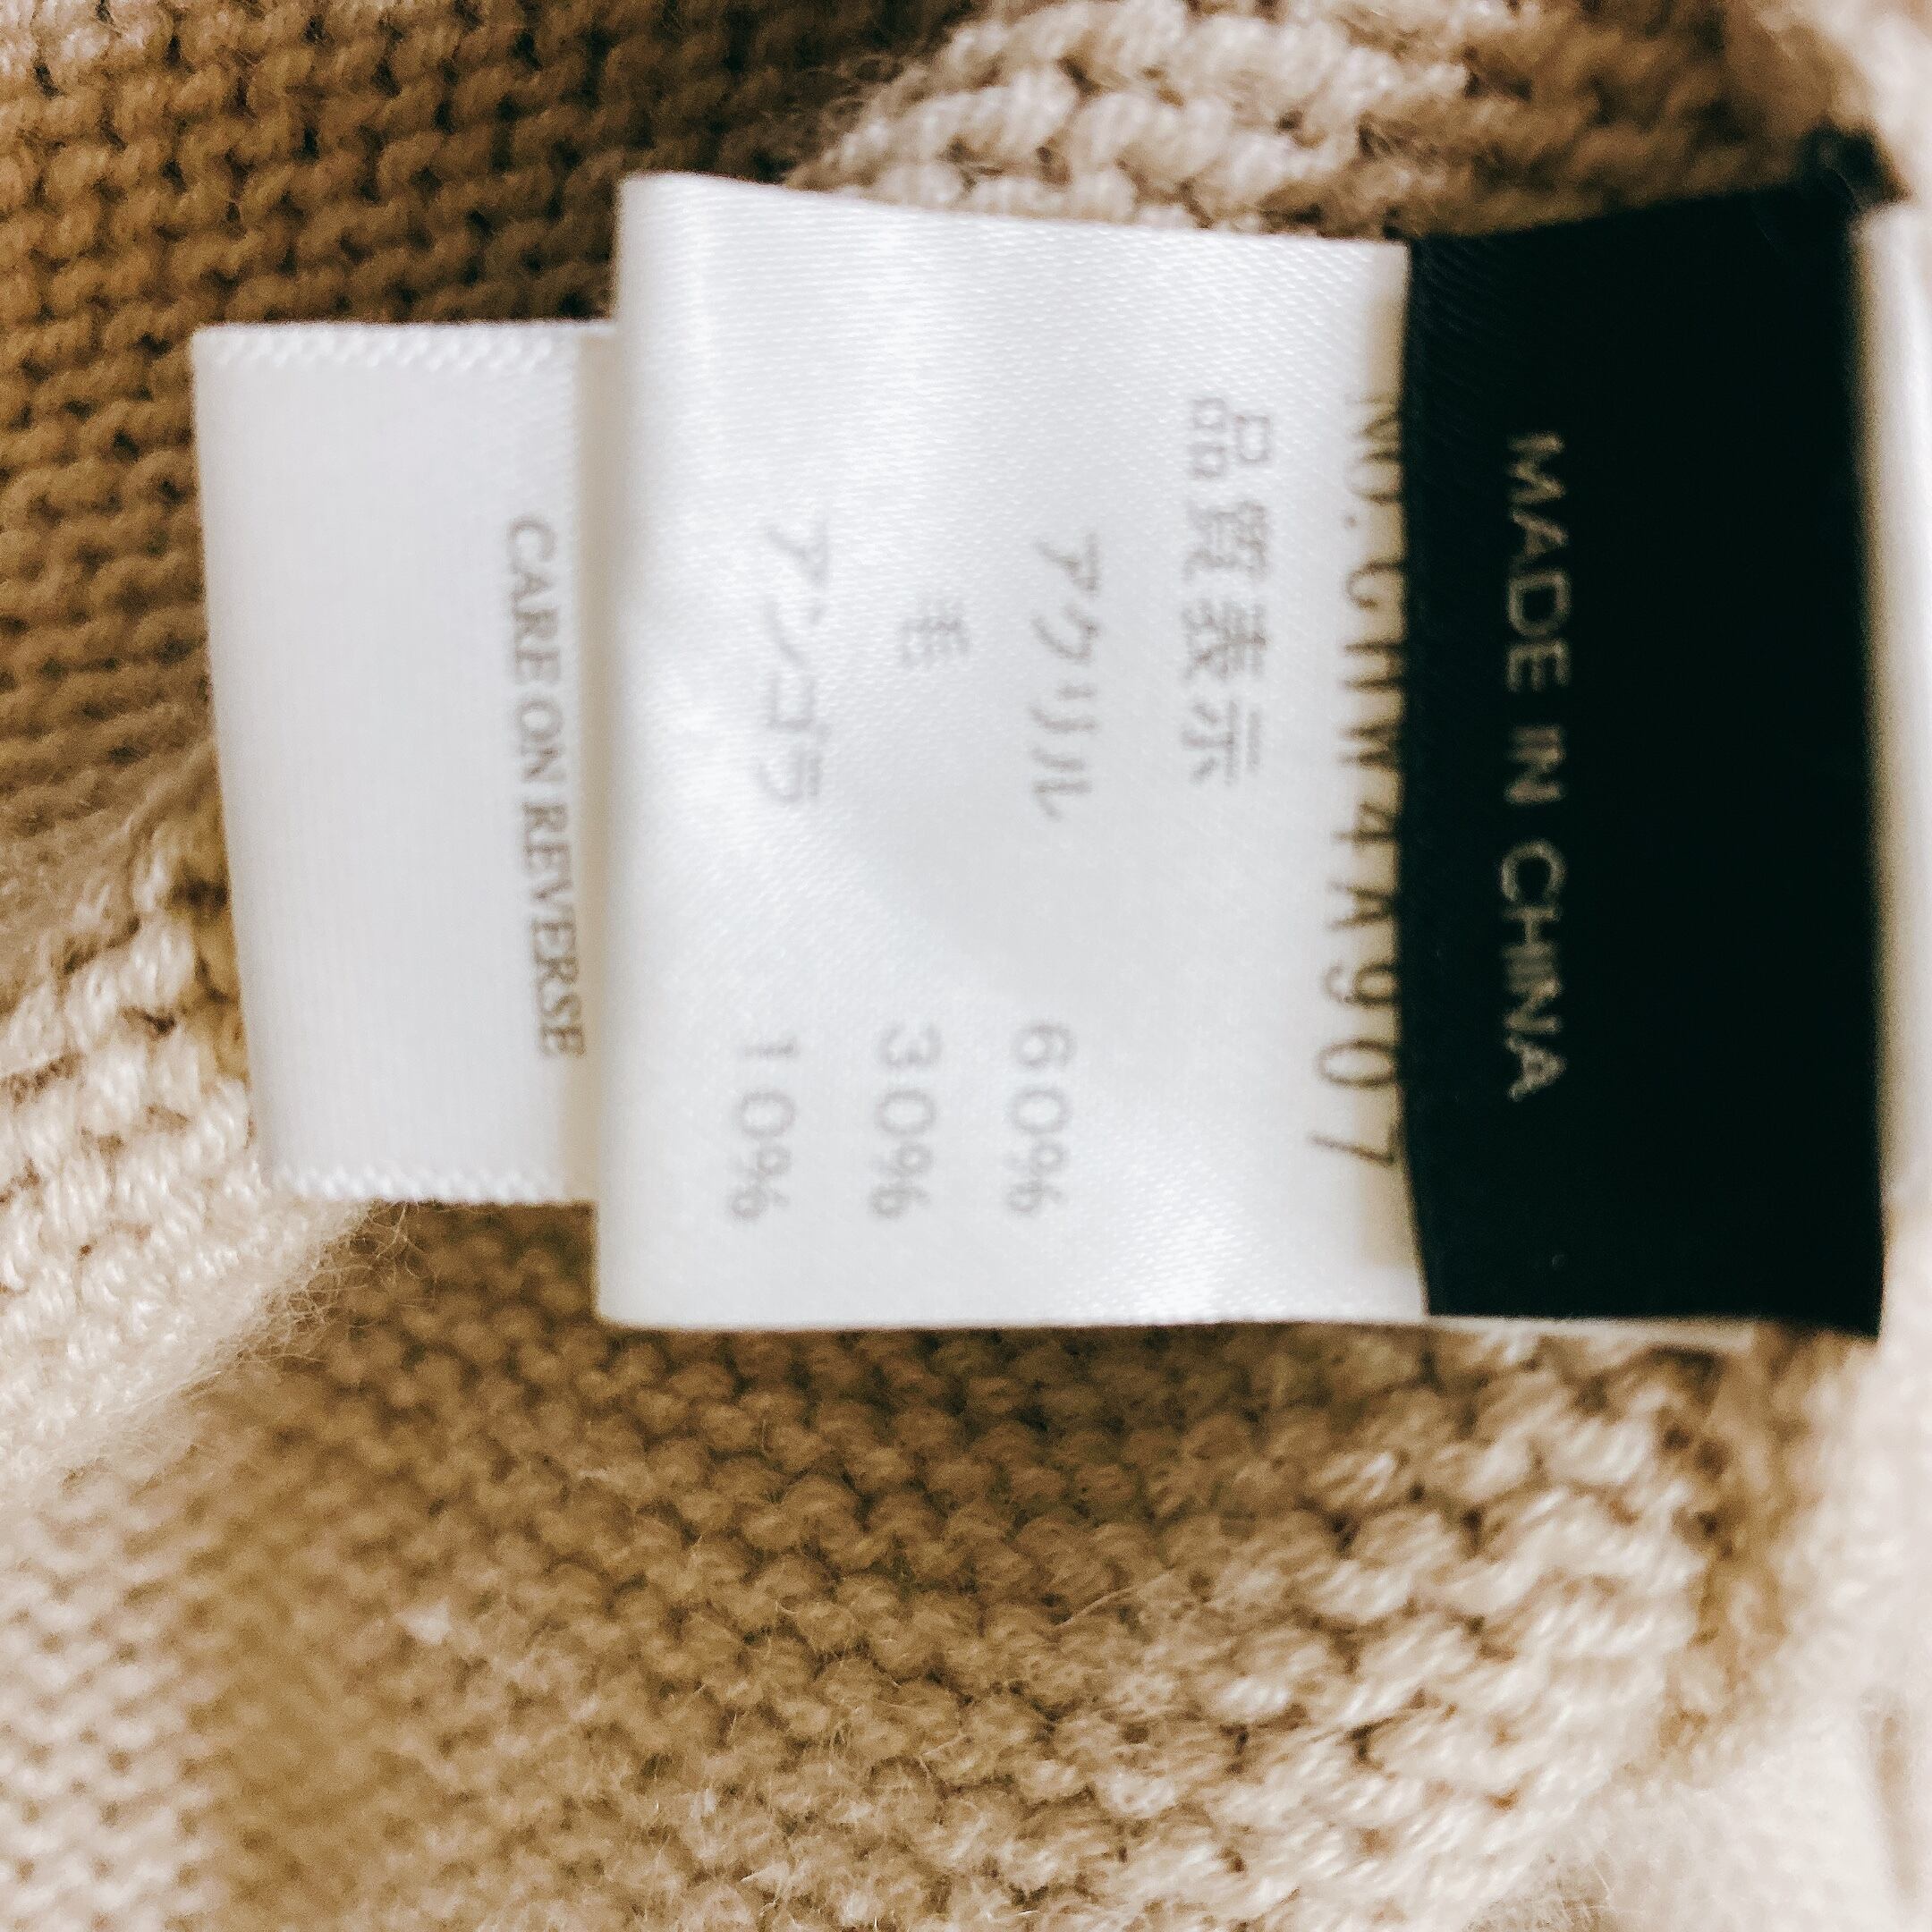 MADE IN CHINA
品質表示
アクリル 60%
毛 30%
アンゴラ 10%
CARE ON REVERSE